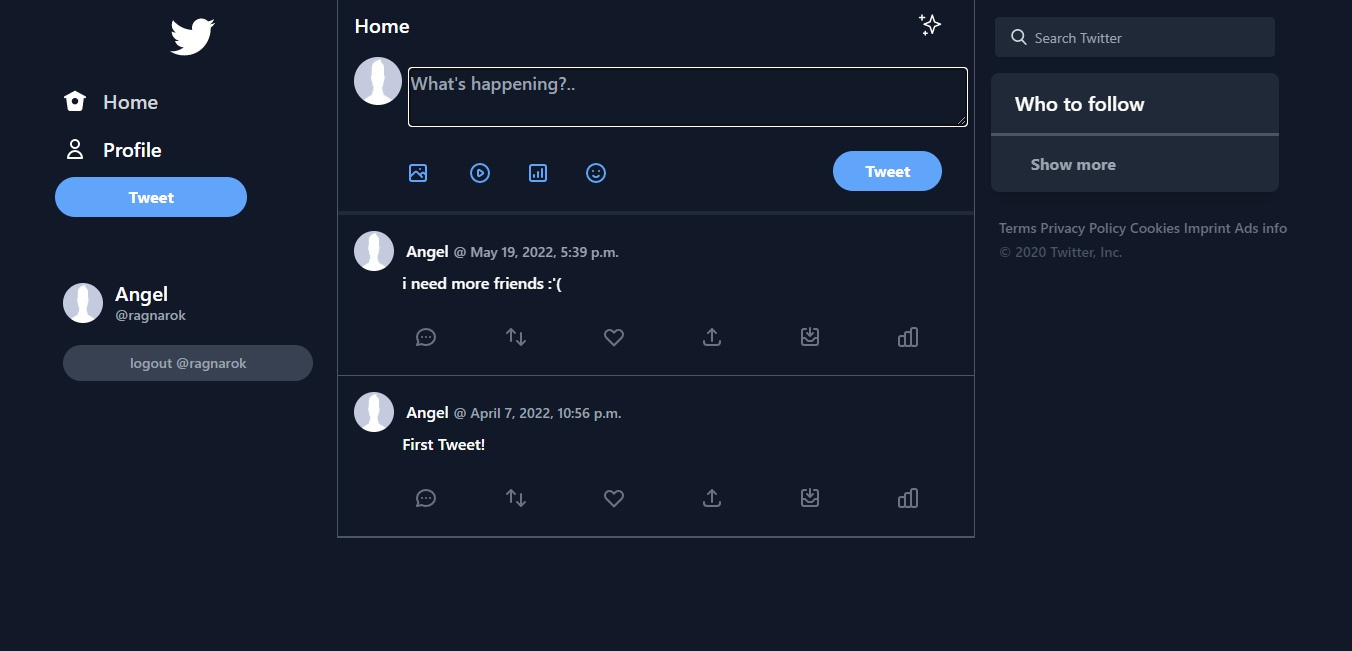 Home
Profile
Tweet
Angel
@ragnarok
logout @ragnarok
Home
What's happening?..
Tweet
Angel @ May 19, 2022, 5:39 p.m.
i need more friends :'(
Angel @ April 7, 2022, 10:56 p.m.
First Tweet!
Search Twitter
Who to follow
Show more
Terms Privacy Policy Cookies Imprint Ads info
© 2020 Twitter, Inc.